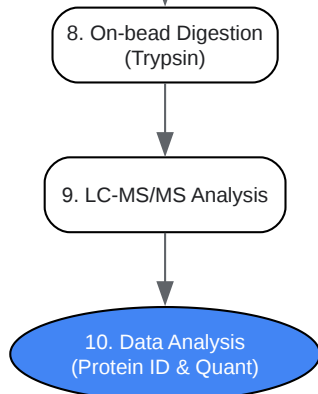 8. On-bead Digestion
(Trypsin)
9. LC-MS/MS Analysis
10. Data Analysis
(Protein ID & Quant)